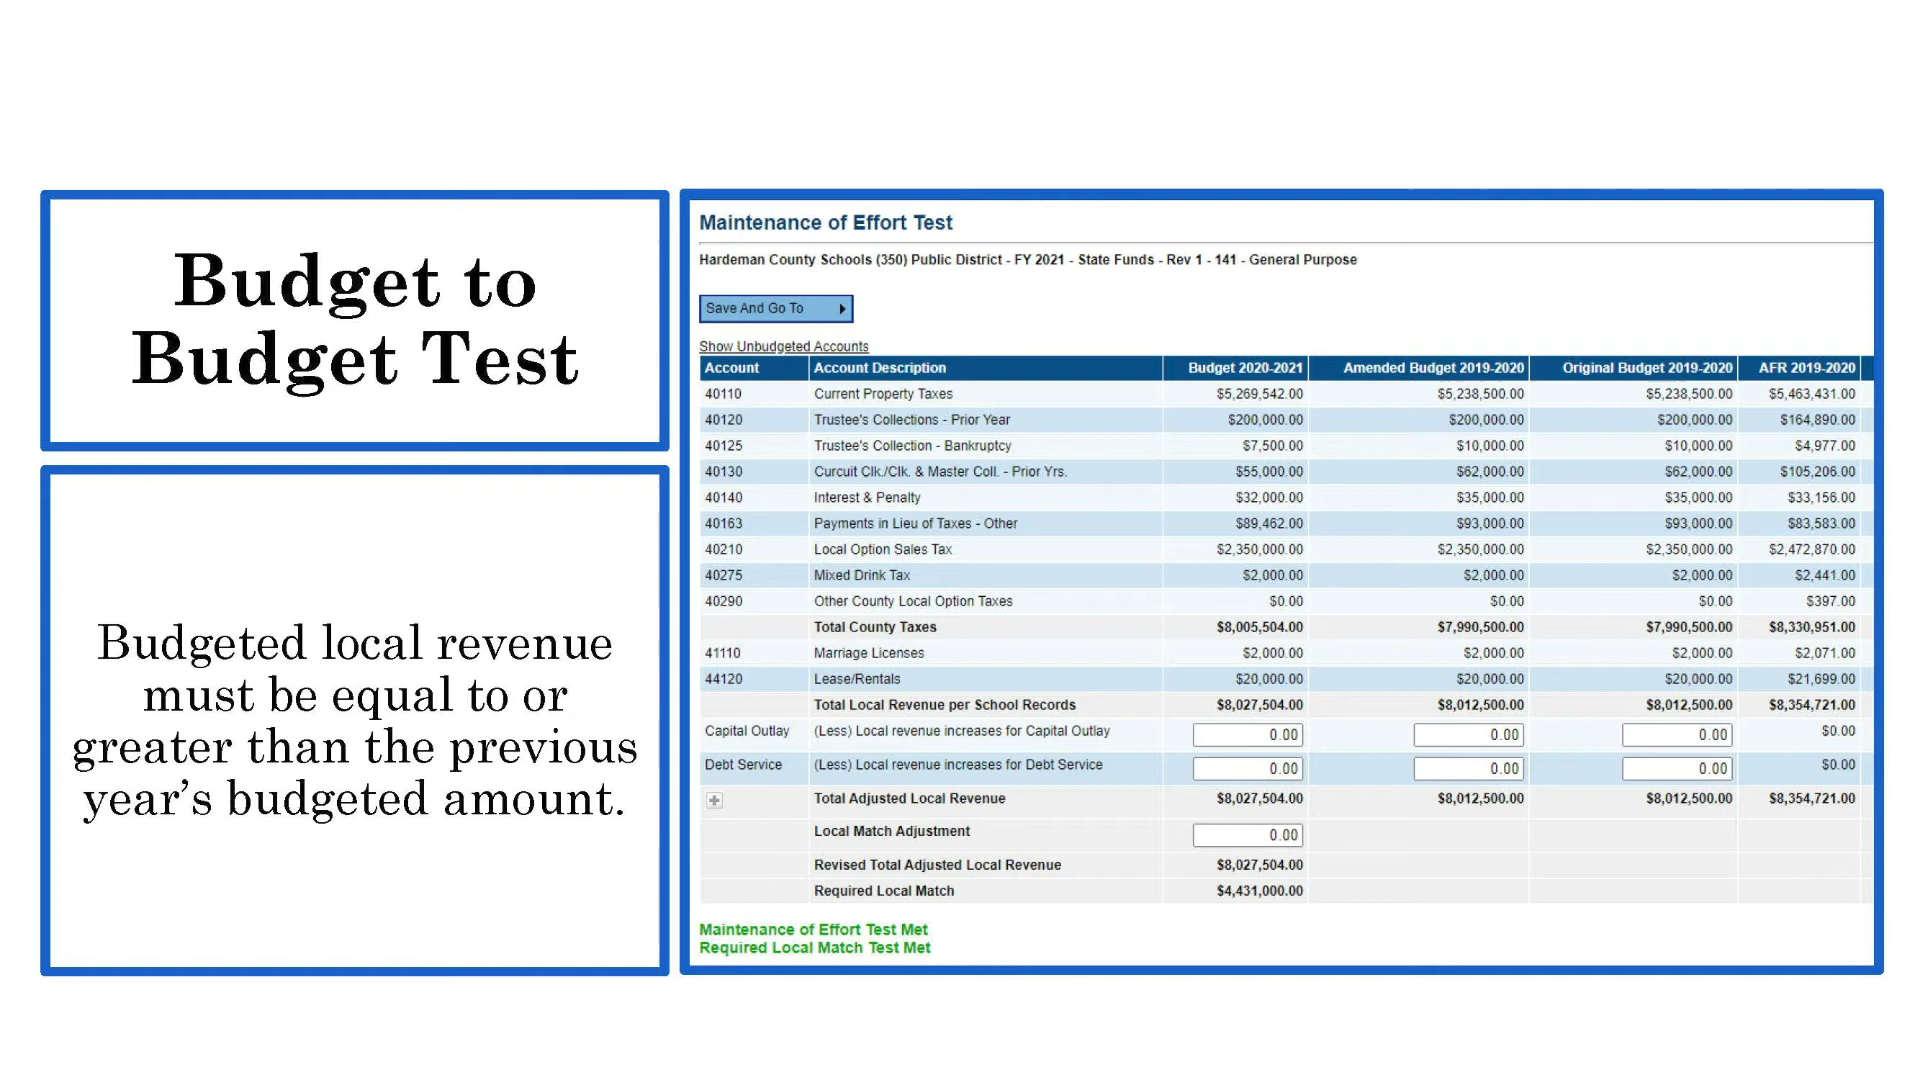 Budget to
Budget Test
Budgeted local revenue
must be equal to or
greater than the previous
year's budgeted amount.
Maintenance of Effort Test
Hardeman County Schools (350) Public District - FY 2021 - State Funds - Rev 1 - 141 - General Purpose
Save And Go To
Show Unbudgeted Accounts
Account Account Description Budget 2020-2021 Amended Budget 2019-2020 Original Budget 2019-2020 AFR 2019-2020
40110 Current Property Taxes $5,269,542.00 $5,238,500.00 $5,238,500.00 $5,463,431.00
40120 Trustee's Collections - Prior Year $200,000.00 $200,000.00 $200,000.00 $164,890.00
40125 Trustee's Collection - Bankruptcy $7,500.00 $10,000.00 $10,000.00 $4,977.00
40130 Curcuit Clk./Clk. & Master Coll. - Prior Yrs. $55,000.00 $62,000.00 $62,000.00 $105,206.00
40140 Interest & Penalty $32,000.00 $35,000.00 $35,000.00 $33,156.00
40163 Payments in Lieu of Taxes - Other $89,462.00 $93,000.00 $93,000.00 $83,583.00
40210 Local Option Sales Tax $2,350,000.00 $2,350,000.00 $2,350,000.00 $2,472,870.00
40275 Mixed Drink Tax $2,000.00 $2,000.00 $2,000.00 $2,441.00
40290 Other County Local Option Taxes $0.00 $0.00 $0.00 $397.00
Total County Taxes $8,005,504.00 $7,990,500.00 $7,990,500.00 $8,330,951.00
41110 Marriage Licenses $2,000.00 $2,000.00 $2,000.00 $2,071.00
44120 Lease/Rentals $20,000.00 $20,000.00 $20,000.00 $21,699.00
Total Local Revenue per School Records $8,027,504.00 $8,012,500.00 $8,012,500.00 $8,354,721.00
Capital Outlay (Less) Local revenue increases for Capital Outlay 0.00 0.00 0.00 $0.00
Debt Service (Less) Local revenue increases for Debt Service 0.00 0.00 0.00 $0.00
Total Adjusted Local Revenue $8,027,504.00 $8,012,500.00 $8,012,500.00 $8,354,721.00
Local Match Adjustment 0.00
Revised Total Adjusted Local Revenue $8,027,504.00
Required Local Match $4,431,000.00
Maintenance of Effort Test Met
Required Local Match Test Met